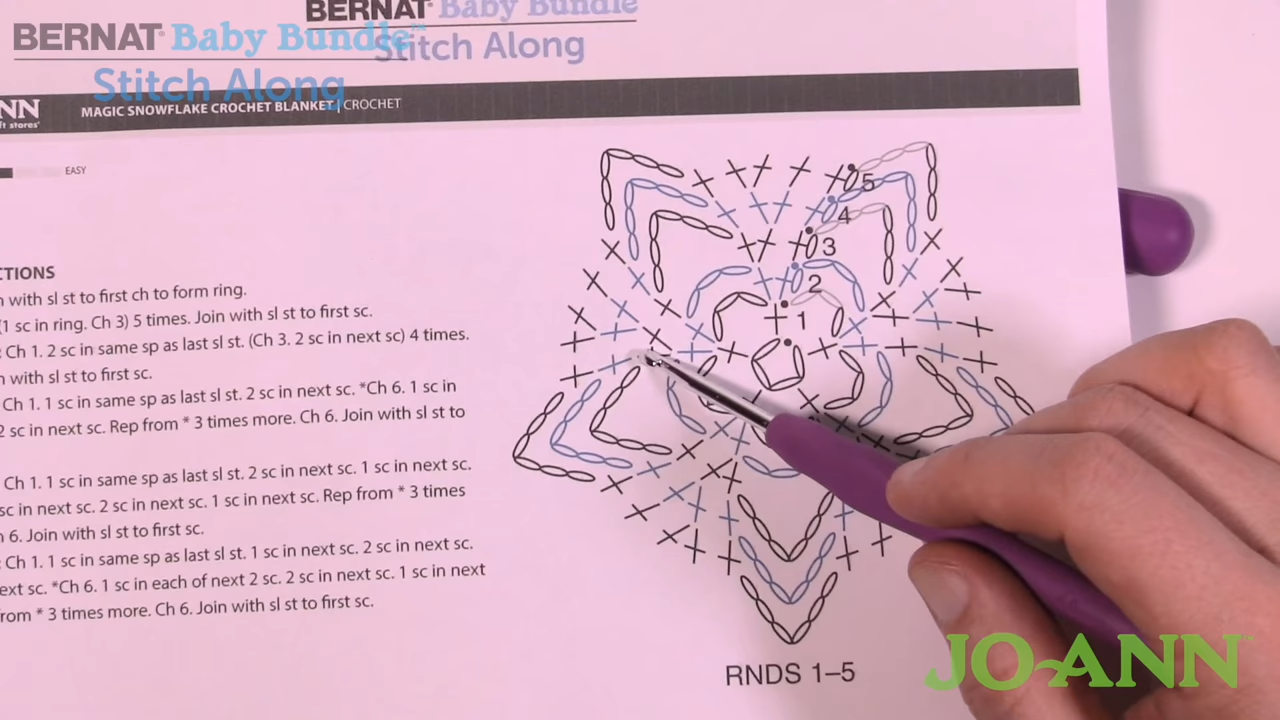 BERNAT Baby Bundle
BERNAT® Baby Bundle™
Stitch Along
Stitch Along
MAGIC SNOWFLAKE CROCHET BLANKET | CROCHET
EASY
with sl st to first ch to form ring.
(1 sc in ring. Ch 3) 5 times. Join with sl st to first sc.
Ch 1. 2 sc in same sp as last sl st. (Ch 3. 2 sc in next sc) 4 times.
with sl st to first sc.
Ch 1. 1 sc in same sp as last sl st. 2 sc in next sc. *Ch 6. 1 sc in
2 sc in next sc. Rep from * 3 times more. Ch 6. Join with sl st to
Ch 1. 1 sc in same sp as last sl st. 2 sc in next sc. 1 sc in next sc.
sc in next sc. 2 sc in next sc. 1 sc in next sc. Rep from * 3 times
6. Join with sl st to first sc.
Ch 1. 1 sc in same sp as last sl st. 1 sc in next sc. 2 sc in next sc.
sc. *Ch 6. 1 sc in each of next 2 sc. 2 sc in next sc. 1 sc in next
* 3 times more. Ch 6. Join with sl st to first sc.
5
4
3
2
1
RNDS 1–5
JO-ANN™